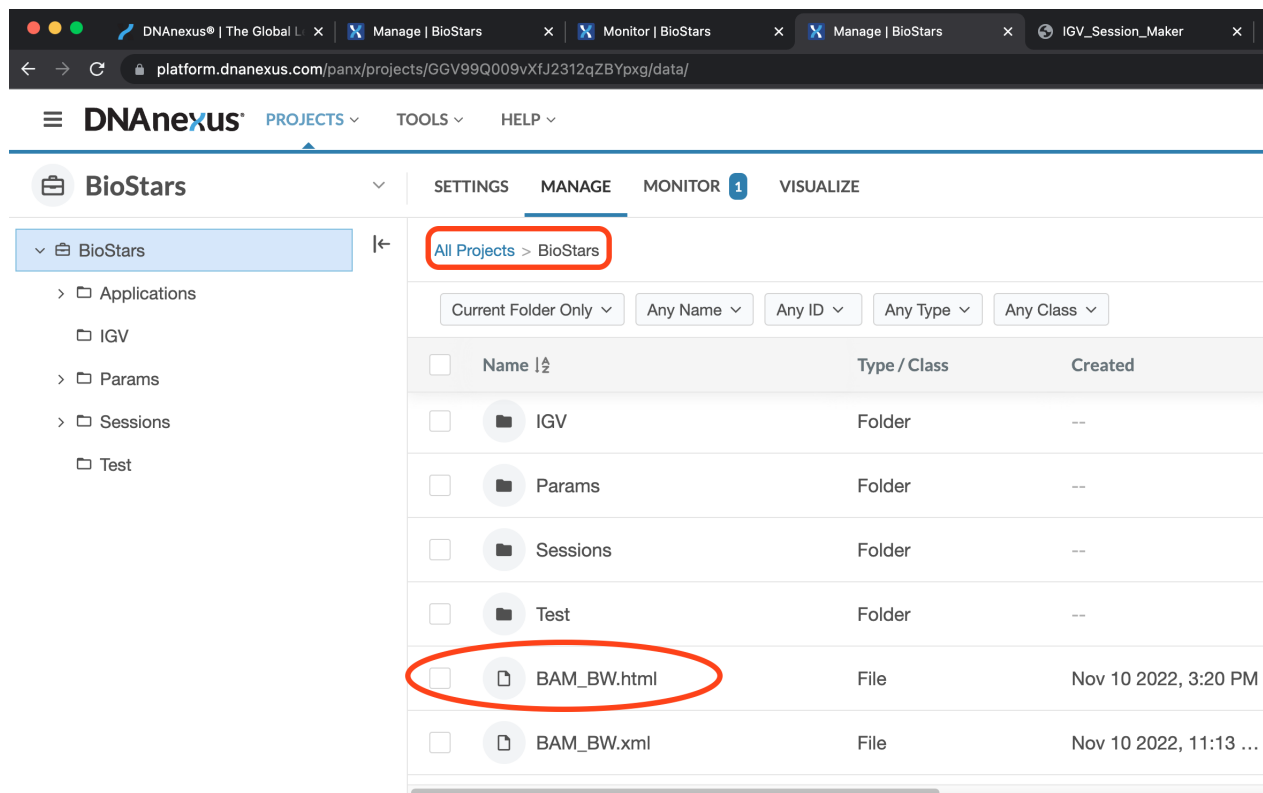 DNAnexus® | The Global L
Manage | BioStars
Monitor | BioStars
Manage | BioStars
IGV_Session_Maker
platform.dnanexus.com/panx/projects/GGV99Q009vXfJ2312qZBYpxg/data/
DNAnexus PROJECTS TOOLS HELP
BioStars
SETTINGS MANAGE MONITOR 1 VISUALIZE
BioStars
Applications
IGV
Params
Sessions
Test
All Projects > BioStars
Current Folder Only Any Name Any ID Any Type Any Class
Name Type / Class Created
IGV Folder --
Params Folder --
Sessions Folder --
Test Folder --
BAM_BW.html File Nov 10 2022, 3:20 PM
BAM_BW.xml File Nov 10 2022, 11:13 ...